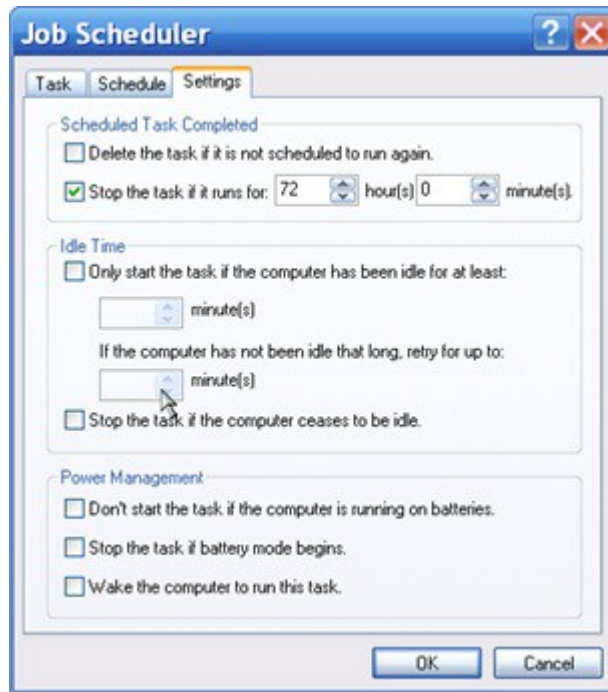 Job Scheduler
Task Schedule Settings
Scheduled Task Completed
Delete the task if it is not scheduled to run again.
Stop the task if it runs for: 72 hour(s) 0 minute(s).
Idle Time
Only start the task if the computer has been idle for at least:
minute(s)
If the computer has not been idle that long, retry for up to:
minute(s)
Stop the task if the computer ceases to be idle.
Power Management
Don't start the task if the computer is running on batteries.
Stop the task if battery mode begins.
Wake the computer to run this task.
OK Cancel